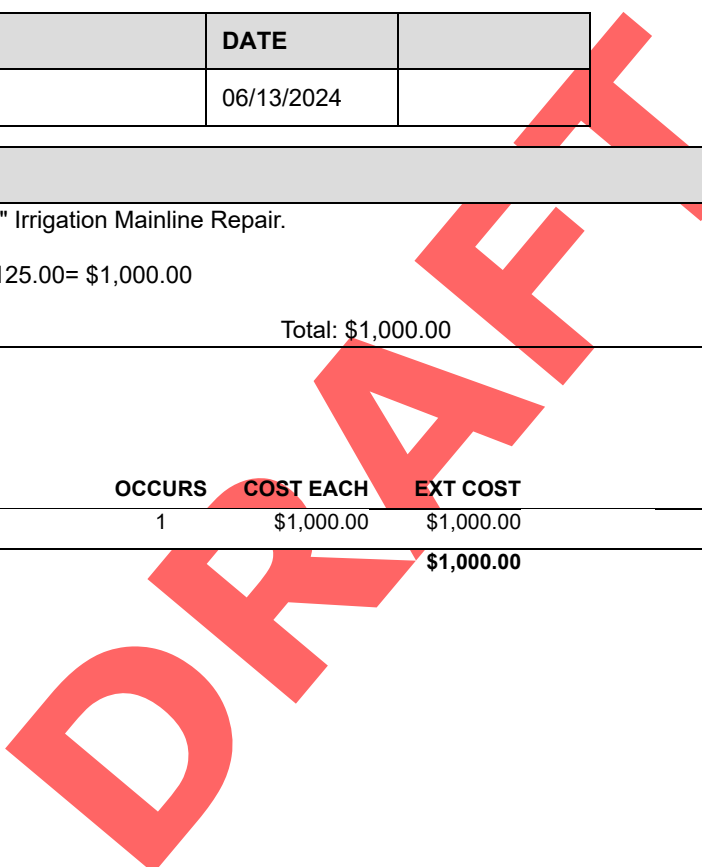 DATE
06/13/2024
" Irrigation Mainline Repair.
125.00= $1,000.00
Total: $1,000.00
OCCURS COST EACH EXT COST
1 $1,000.00 $1,000.00
$1,000.00
DRAFT